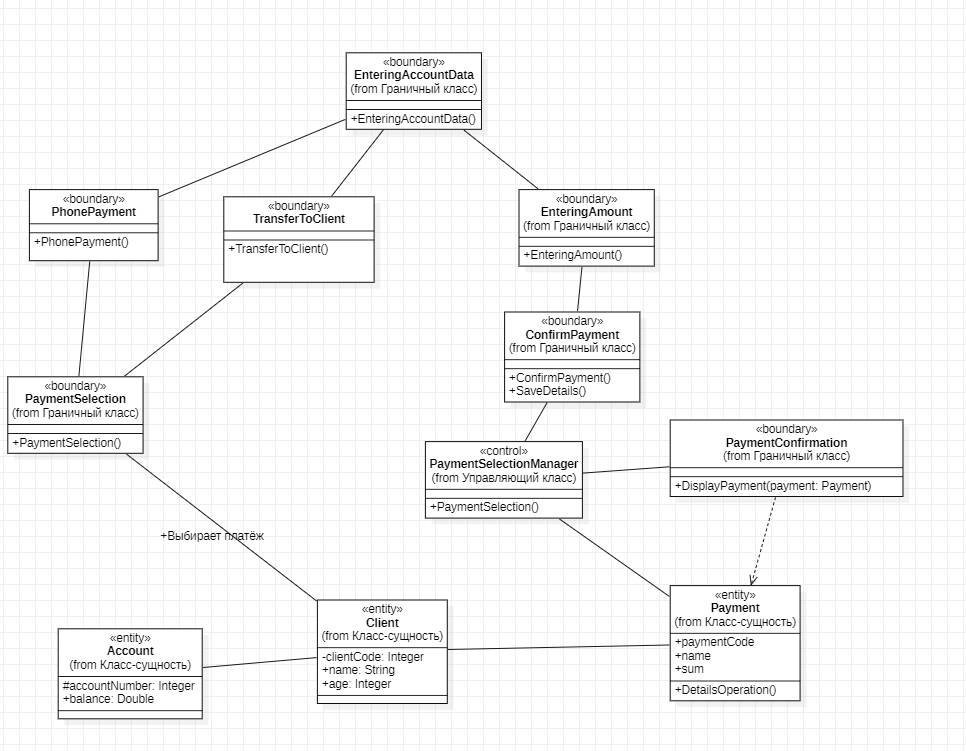 «boundary»
EnteringAccountData
(from Граничный класс)
+EnteringAccountData()
«boundary»
PhonePayment
+PhonePayment()
«boundary»
TransferToClient
+TransferToClient()
«boundary»
EnteringAmount
(from Граничный класс)
+EnteringAmount()
«boundary»
ConfirmPayment
(from Граничный класс)
+ConfirmPayment()
+SaveDetails()
«boundary»
PaymentSelection
(from Граничный класс)
+PaymentSelection()
«control»
PaymentSelectionManager
(from Управляющий класс)
+PaymentSelection()
«boundary»
PaymentConfirmation
(from Граничный класс)
+DisplayPayment(payment: Payment)
+Выбирает платёж
«entity»
Account
(from Класс-сущность)
#accountNumber: Integer
+balance: Double
«entity»
Client
(from Класс-сущность)
-clientCode: Integer
+name: String
+age: Integer
«entity»
Payment
(from Класс-сущность)
+paymentCode
+name
+sum
+DetailsOperation()